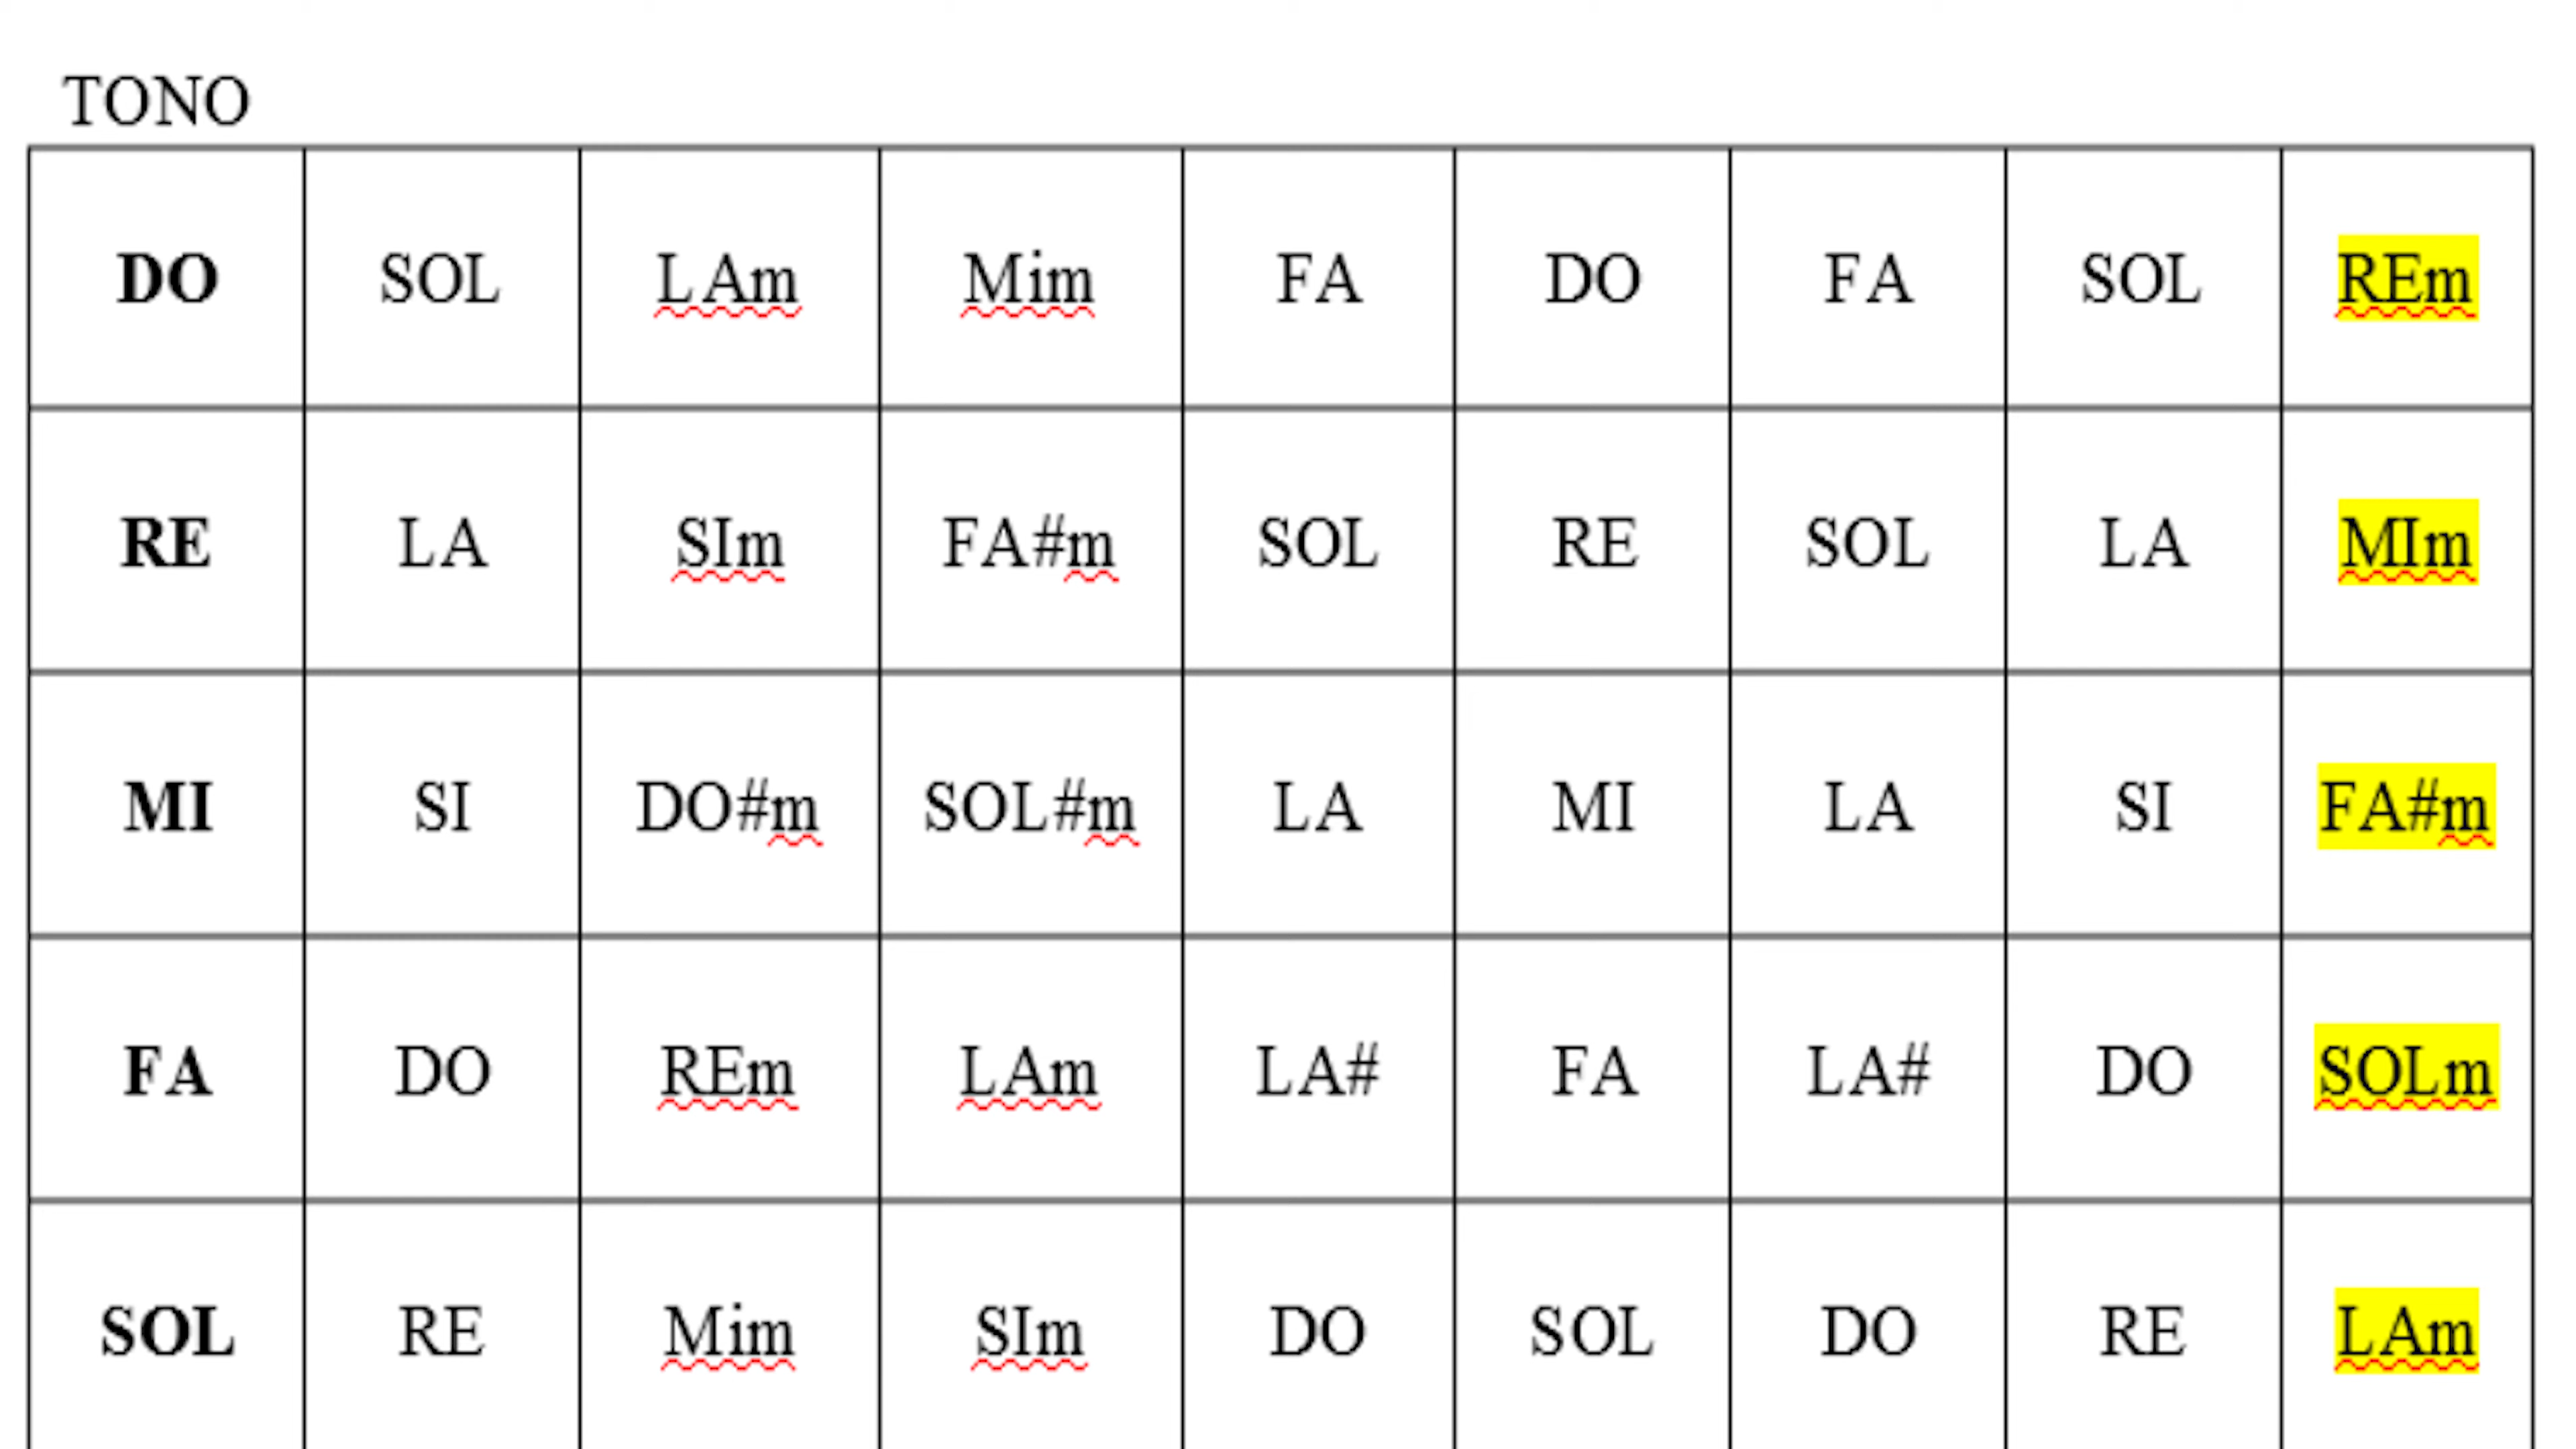 TONO
DO SOL LAm Mim FA DO FA SOL REm
RE LA SIm FA#m SOL RE SOL LA MIm
MI SI DO#m SOL#m LA MI LA SI FA#m
FA DO REm LAm LA# FA LA# DO SOLm
SOL RE Mim SIm DO SOL DO RE LAm